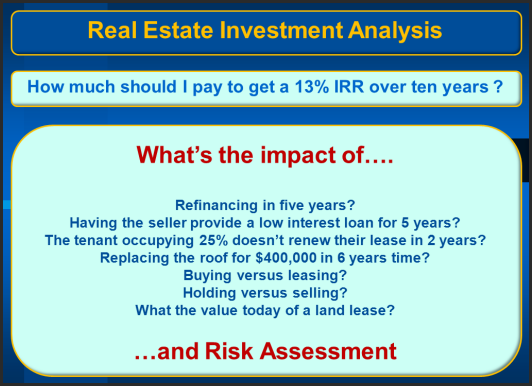 Real Estate Investment Analysis
How much should I pay to get a 13% IRR over ten years ?
What's the impact of….
Refinancing in five years?
Having the seller provide a low interest loan for 5 years?
The tenant occupying 25% doesn't renew their lease in 2 years?
Replacing the roof for $400,000 in 6 years time?
Buying versus leasing?
Holding versus selling?
What the value today of a land lease?
…and Risk Assessment